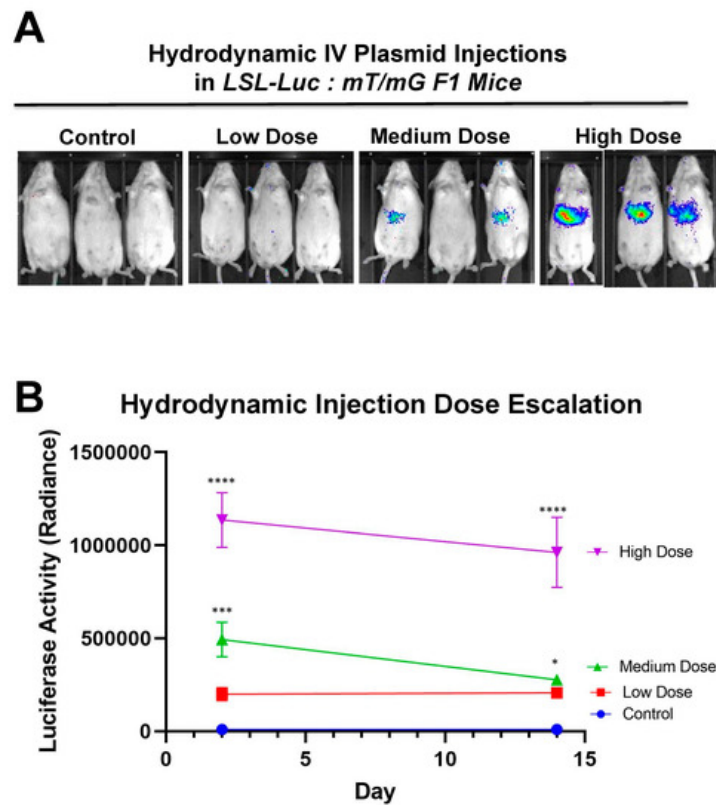 A
Hydrodynamic IV Plasmid Injections
in LSL-Luc : mT/mG F1 Mice
Control Low Dose Medium Dose High Dose
B
Hydrodynamic Injection Dose Escalation
Luciferase Activity (Radiance)
1500000
1000000
500000
0
0 5 10 15
Day
**** ****
*** *
High Dose
Medium Dose
Low Dose
Control